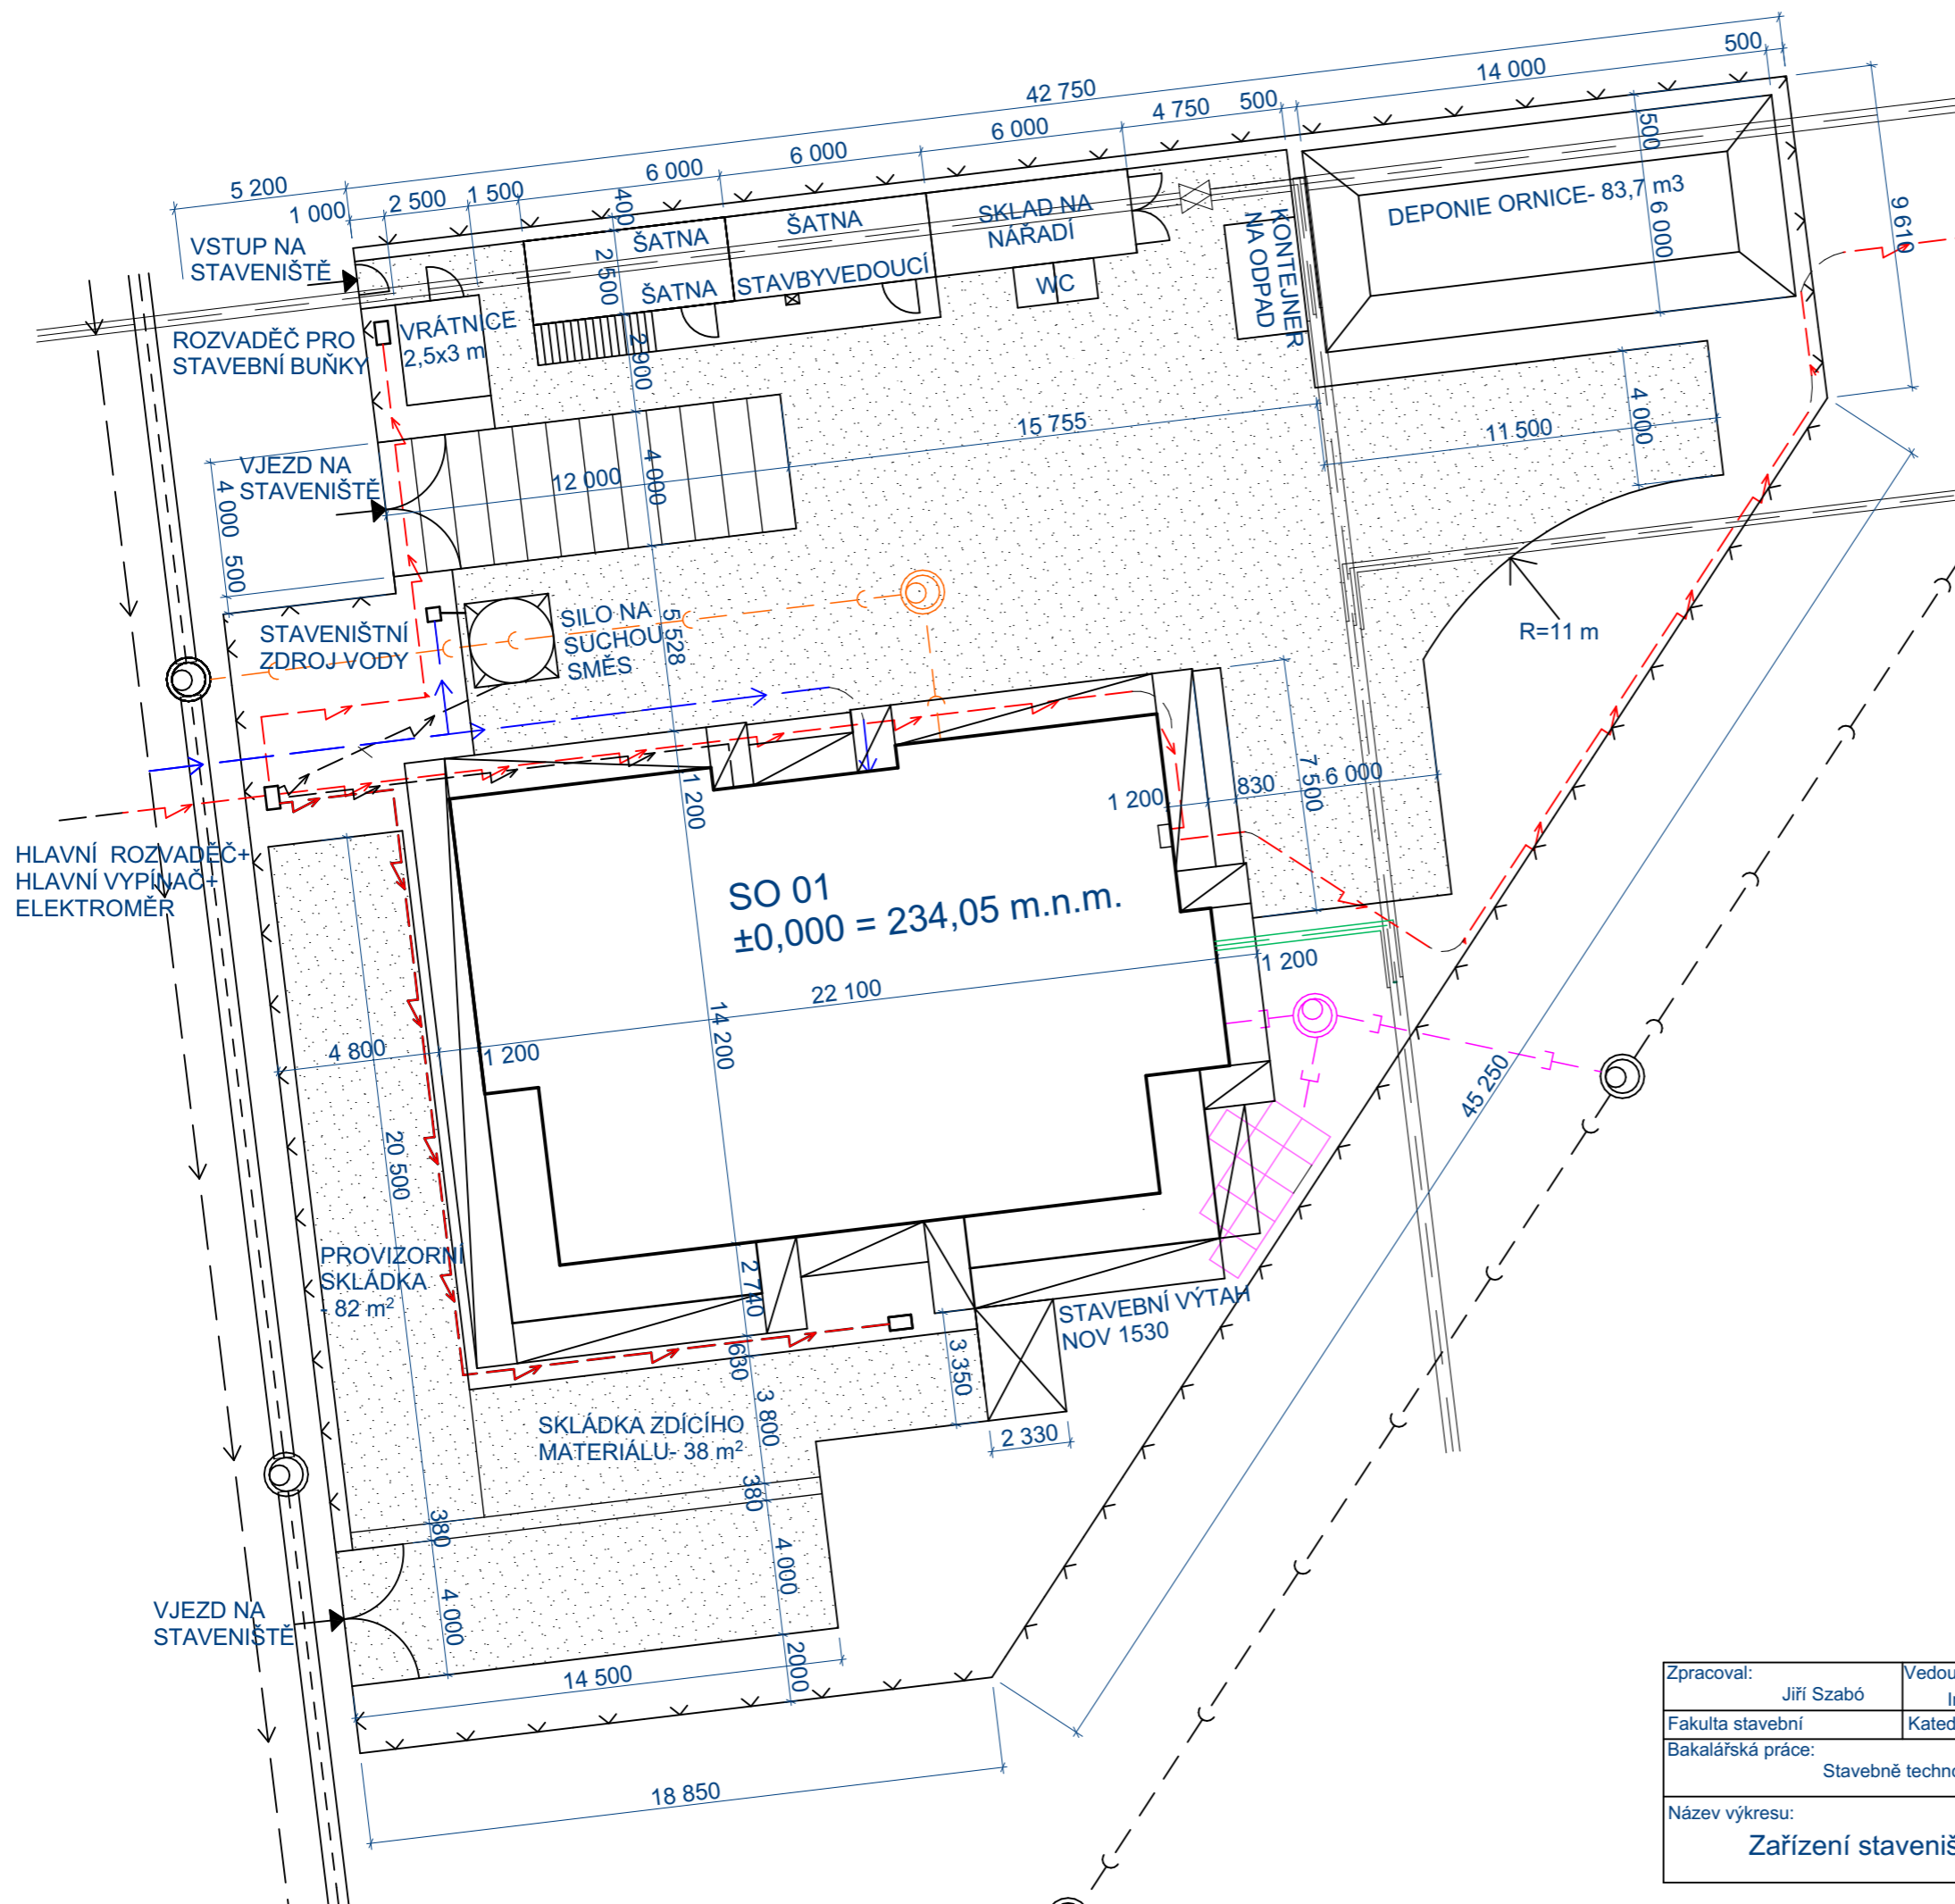 42 750
500
14 000
4 750
500
6 000
6 000
6 000
5 200
1 000
2 500
1 500
400
500
9 610
VSTUP NA
STAVENIŠTĚ
ŠATNA
ŠATNA
SKLAD NA
NÁŘADÍ
DEPONIE ORNICE- 83,7 m3
6 000
2 500
ŠATNA
STAVBYVEDOUCÍ
WC
KONTEJNER
NA ODPAD
ROZVADĚČ PRO
STAVEBNÍ BUŇKY
VRÁTNICE
2,5x3 m
2 900
15 755
11 500
4 000
VJEZD NA
STAVENIŠTĚ
4 000
500
12 000
4 000
STAVENIŠTNÍ
ZDROJ VODY
SILO NA
SUCHOU
SMĚS
5 528
R=11 m
1 200
1 200
830
7 500
6 000
HLAVNÍ ROZVADĚČ+
HLAVNÍ VYPÍNAČ+
ELEKTROMĚR
SO 01
±0,000 = 234,05 m.n.m.
1 200
22 100
14 200
4 800
1 200
45 250
20 500
PROVIZORNÍ
SKLÁDKA
- 82 m²
2 740
STAVEBNÍ VÝTAH
NOV 1530
630
3 350
3 800
SKLÁDKA ZDÍCÍHO
MATERIÁLU- 38 m²
2 330
380
380
4 000
4 000
VJEZD NA
STAVENIŠTĚ
2000
14 500
18 850
Zpracoval:
Jiří Szabó
Vedou
Fakulta stavební
Kated
Bakalářská práce:
Stavebně techno
Název výkresu:
Zařízení staveniš